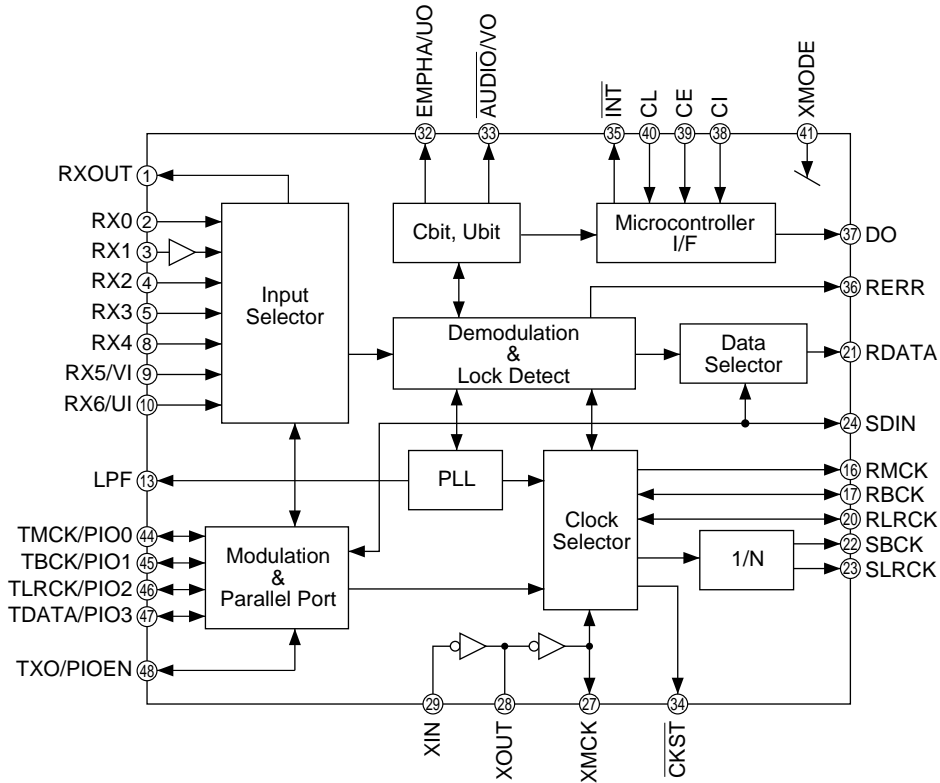 EMPHA/UO
AUDIO/VO
INT
CL
CE
CI
XMODE
32
33
35
40
39
38
41
RXOUT 1
RX0 2
RX1 3
RX2 4
RX3 5
RX4 8
RX5/VI 9
RX6/UI 10
Input
Selector
Cbit, Ubit
Microcontroller
I/F
37 DO
36 RERR
Demodulation
&
Lock Detect
Data
Selector
21 RDATA
24 SDIN
LPF 13
PLL
Clock
Selector
16 RMCK
17 RBCK
20 RLRCK
1/N
22 SBCK
23 SLRCK
TMCK/PIO0 44
TBCK/PIO1 45
TLRCK/PIO2 46
TDATA/PIO3 47
TXO/PIOEN 48
Modulation
&
Parallel Port
29
28
27
34
XIN
XOUT
XMCK
CKST